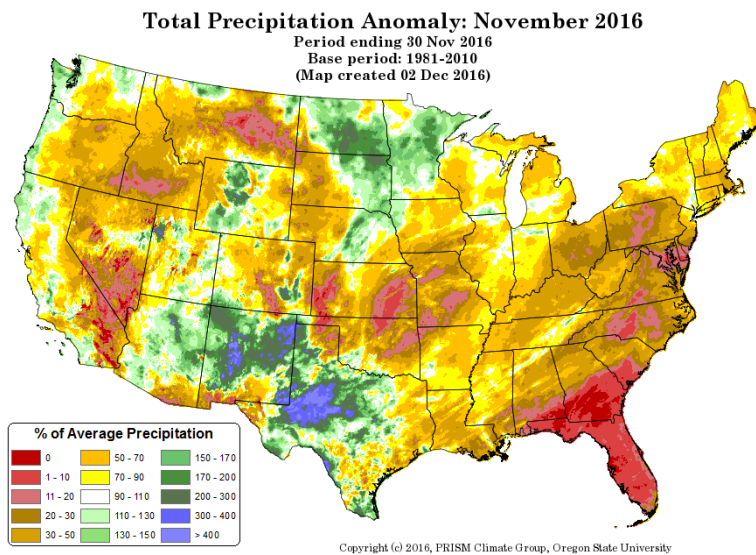 Total Precipitation Anomaly: November 2016
Period ending 30 Nov 2016
Base period: 1981-2010
(Map created 02 Dec 2016)
% of Average Precipitation
0
50 - 70
150 - 170
1 - 10
70 - 90
170 - 200
11 - 20
90 - 110
200 - 300
20 - 30
110 - 130
300 - 400
30 - 50
130 - 150
> 400
Copyright (c) 2016, PRISM Climate Group, Oregon State University